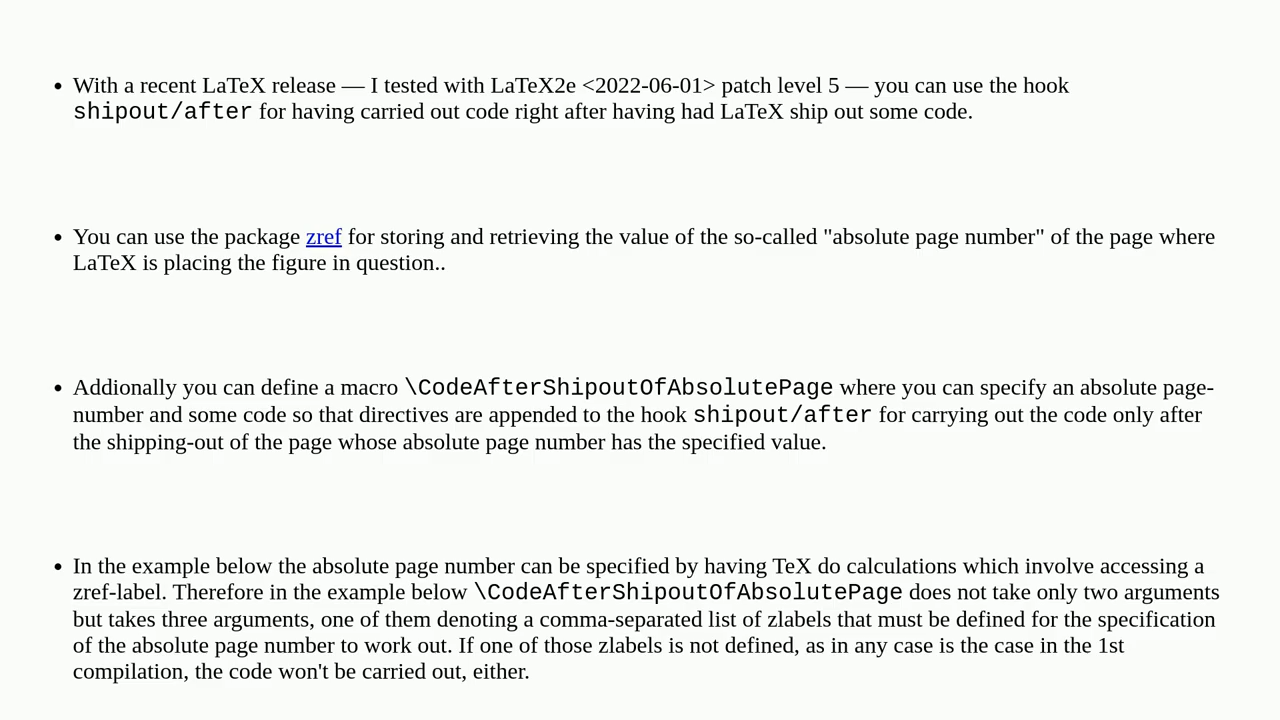 • With a recent LaTeX release — I tested with LaTeX2e <2022-06-01> patch level 5 — you can use the hook
shipout/after for having carried out code right after having had LaTeX ship out some code.
• You can use the package zref for storing and retrieving the value of the so-called "absolute page number" of the page where
LaTeX is placing the figure in question..
• Addionally you can define a macro \CodeAfterShipoutOfAbsolutePage where you can specify an absolute page-
number and some code so that directives are appended to the hook shipout/after for carrying out the code only after
the shipping-out of the page whose absolute page number has the specified value.
• In the example below the absolute page number can be specified by having TeX do calculations which involve accessing a
zref-label. Therefore in the example below \CodeAfterShipoutOfAbsolutePage does not take only two arguments
but takes three arguments, one of them denoting a comma-separated list of zlabels that must be defined for the specification
of the absolute page number to work out. If one of those zlabels is not defined, as in any case is the case in the 1st
compilation, the code won't be carried out, either.